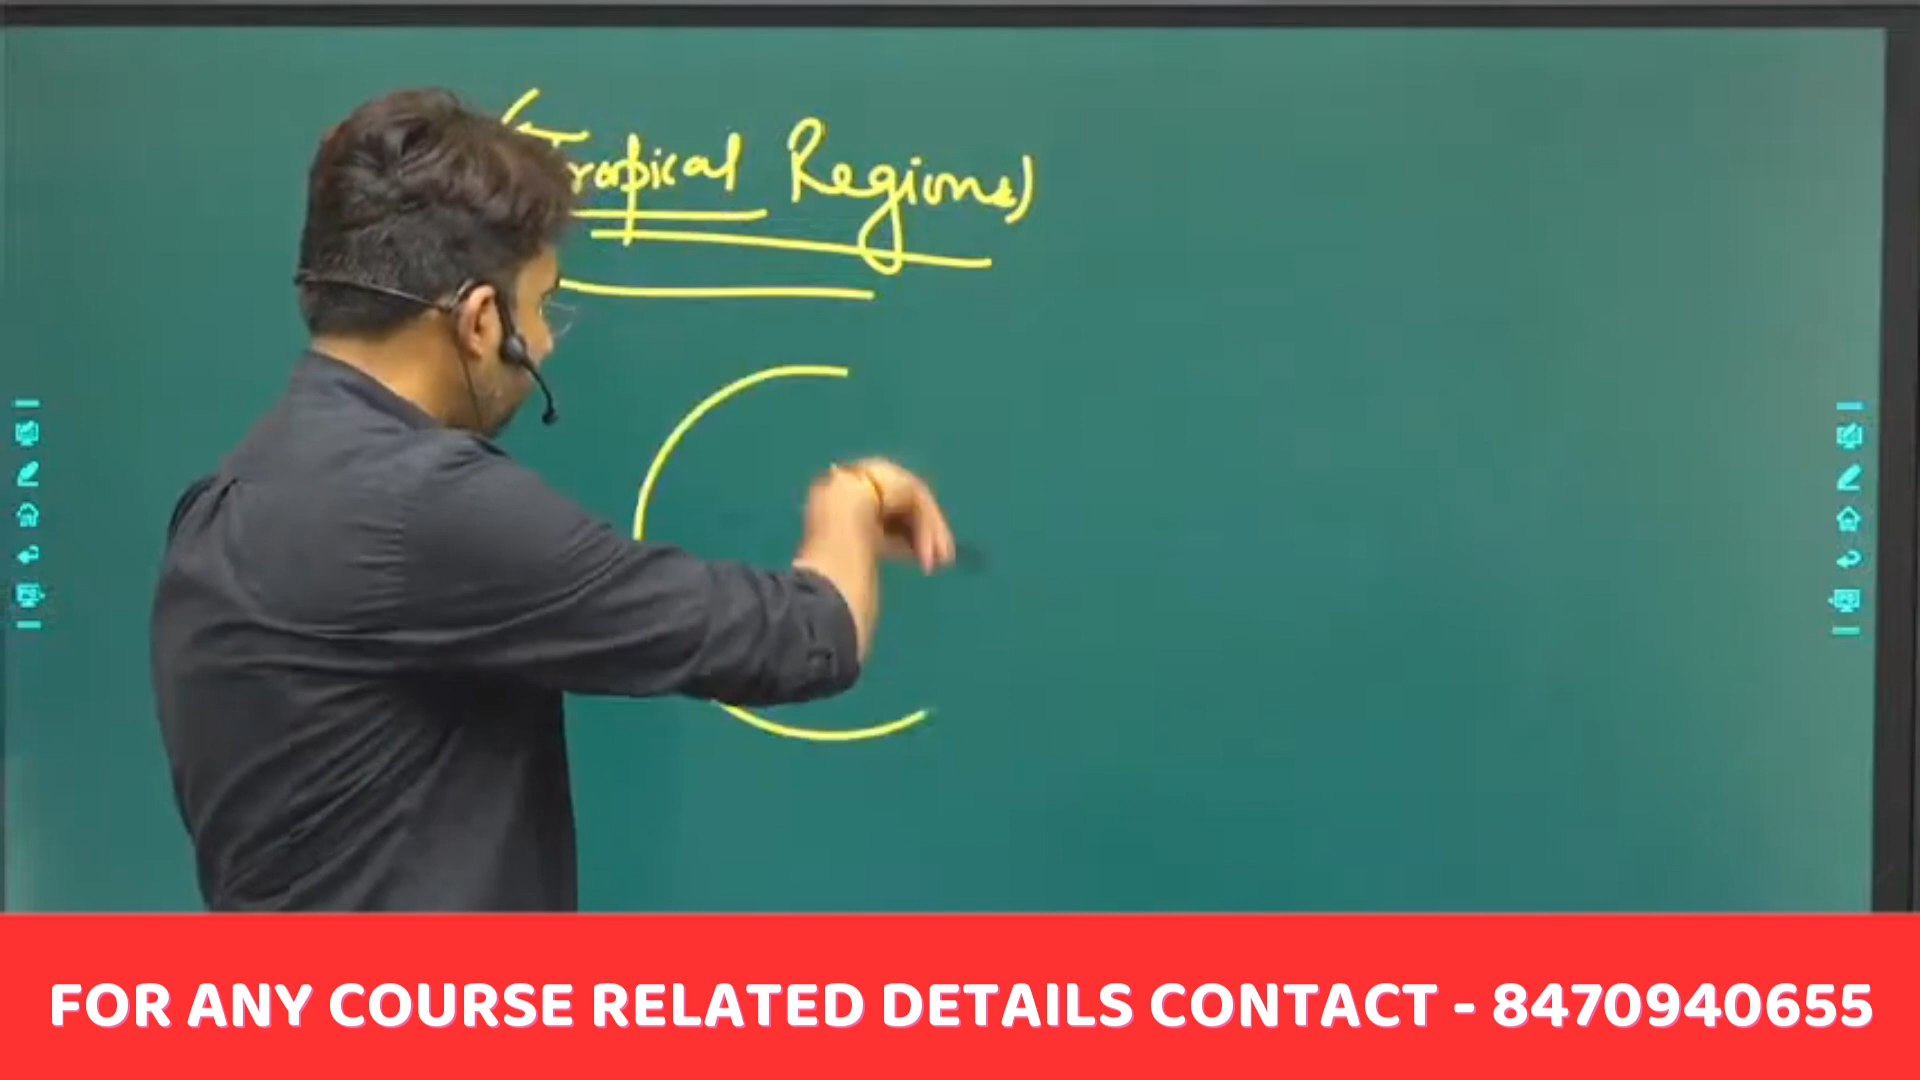 (Tropical Regions)
FOR ANY COURSE RELATED DETAILS CONTACT - 8470940655